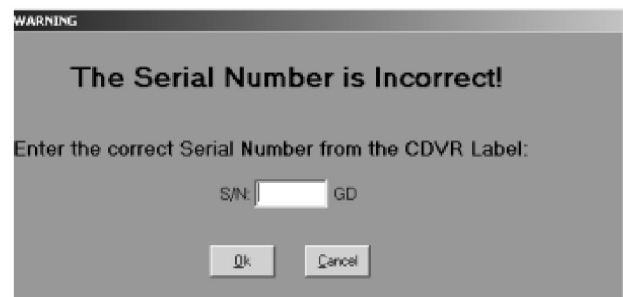 WARNING
The Serial Number is Incorrect!
Enter the correct Serial Number from the CDVR Label:
S/N: GD
Ok Cancel